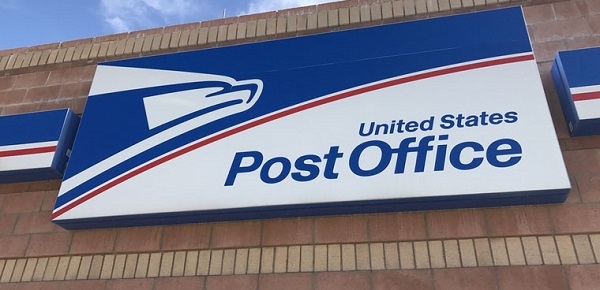 United States
Post Office